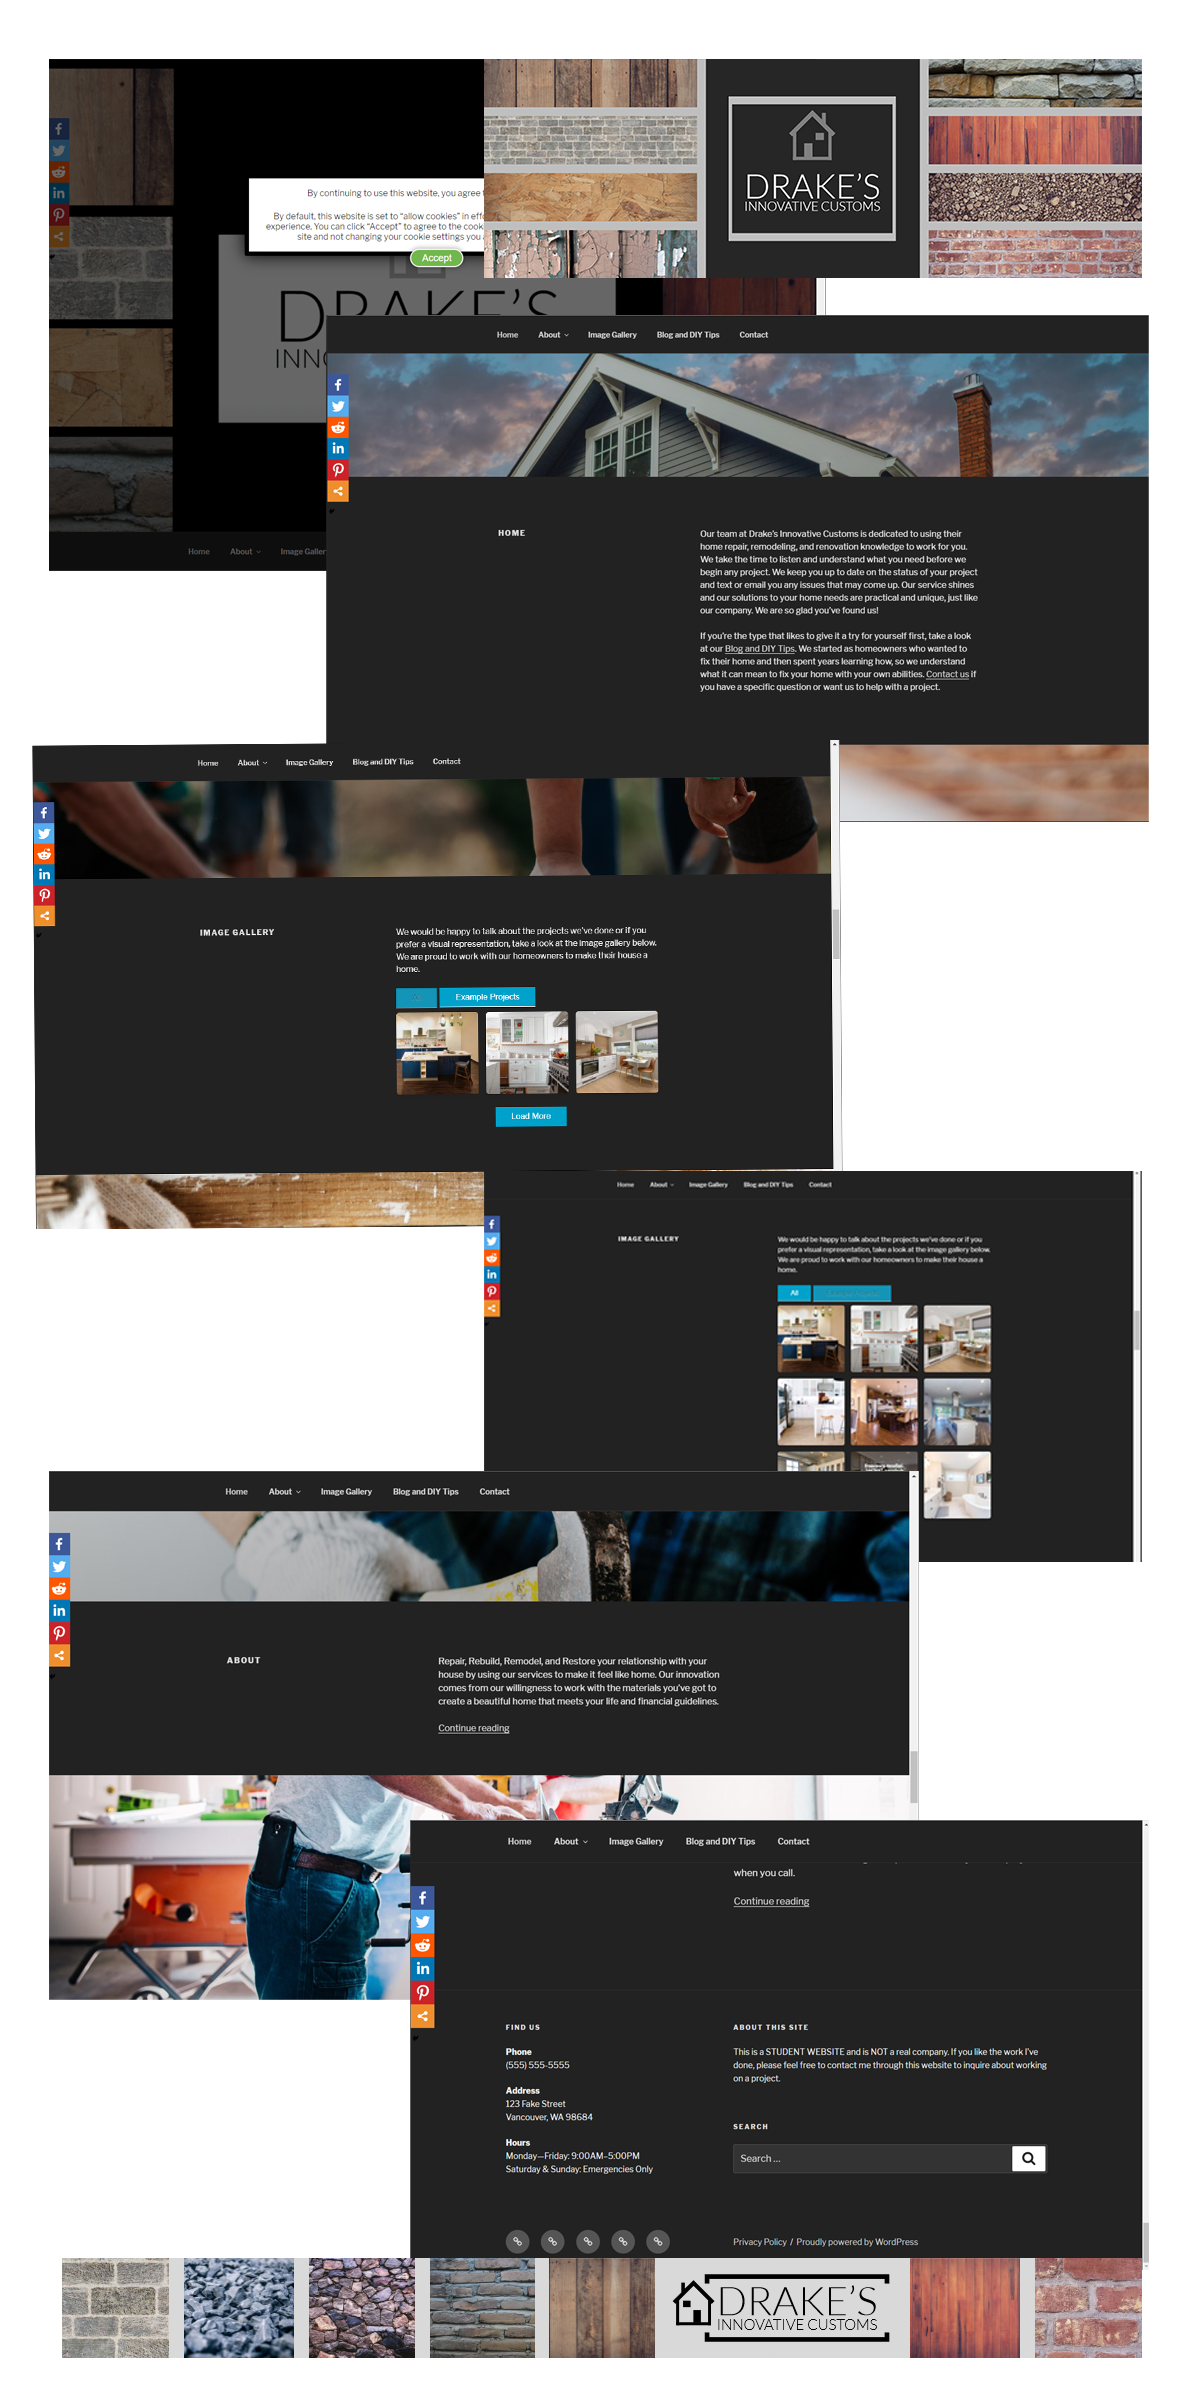 By continuing to use this website, you agree
By default, this website is set to “allow cookies” in
experience. You can click “Accept” to agree to the
site and not changing your cookie settings you
Accept
DRAKE'S
INNOVATIVE CUSTOMS
DRAKE'S
Home About Image
Home About Image Gallery Blog and DIY Tips Contact
HOME
Our team at Drake's Innovative Customs is dedicated to using their
home repair, remodeling, and renovation knowledge to work for you.
We take the time to listen and understand what you need before we
begin any project. We keep you up to date on the status of your project
and text or email you any issues that may come up. Our service shines
and our solutions to your home needs are practical and unique, just like
our company. We are so glad you've found us!
If you're the type that likes to give it a try for yourself first, take a look
at our Blog and DIY Tips. We started as homeowners who wanted to
fix their home and then spent years learning how, so we understand
what it can mean to fix your home with your own abilities. Contact us if
you have a specific question or want us to help with a project.
Home About Image Gallery Blog and DIY Tips Contact
IMAGE GALLERY
We would be happy to talk about the projects we've done or if you
prefer a visual representation, take a look at the image gallery below.
We are proud to work with our homeowners to make their house a
home.
Example Projects
Load More
Home About Image Gallery Blog and DIY Tips Contact
IMAGE GALLERY
We would be happy to talk about the projects we've done or if you
prefer a visual representation, take a look at the image gallery below.
We are proud to work with our homeowners to make their house a
home.
All
Home About Image Gallery Blog and DIY Tips Contact
ABOUT
Repair, Rebuild, Remodel, and Restore your relationship with your
house by using our services to make it feel like home. Our innovation
comes from our willingness to work with the materials you've got to
create a beautiful home that meets your life and financial guidelines.
Continue reading
Home About Image Gallery Blog and DIY Tips Contact
when you call.
Continue reading
FIND US
Phone
(555) 555-5555
Address
123 Fake Street
Vancouver, WA 98684
Hours
Monday—Friday: 9:00AM–5:00PM
Saturday & Sunday: Emergencies Only
ABOUT THIS SITE
This is a STUDENT WEBSITE and is NOT a real company. If you like the work I've
done, please feel free to contact me through this website to inquire about working
on a project.
SEARCH
Search …
Privacy Policy / Proudly powered by WordPress
DRAKE'S
INNOVATIVE CUSTOMS